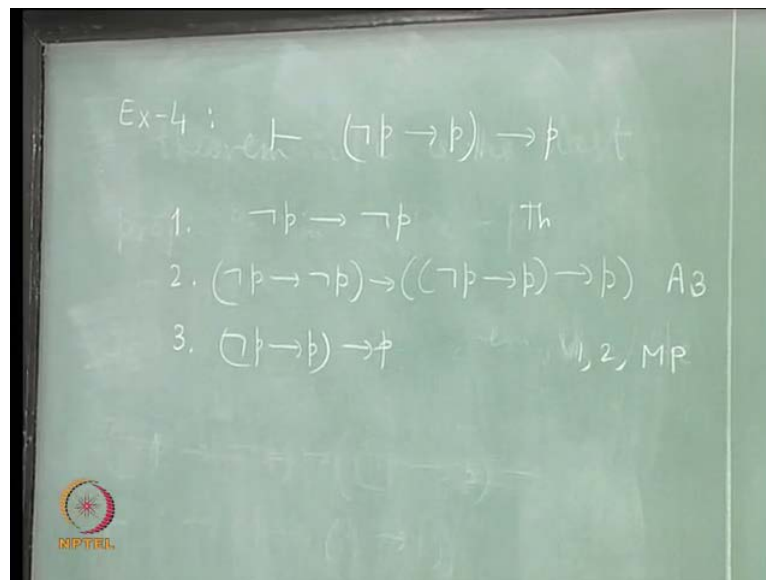 Ex-4 : ⊢ (¬p → p) → p
1. ¬p → ¬p Th
2. (¬p → ¬p) → ((¬p → p) → p) A3
3. (¬p → p) → p 1, 2, MP
NPTEL